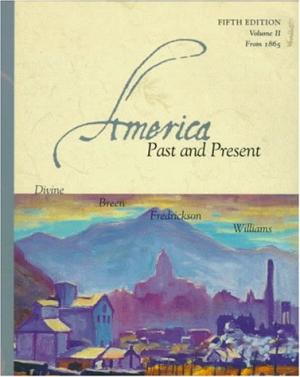 FIFTH EDITION
Volume II
From 1865
America
Past and Present
Divine
Breen
Fredrickson
Williams